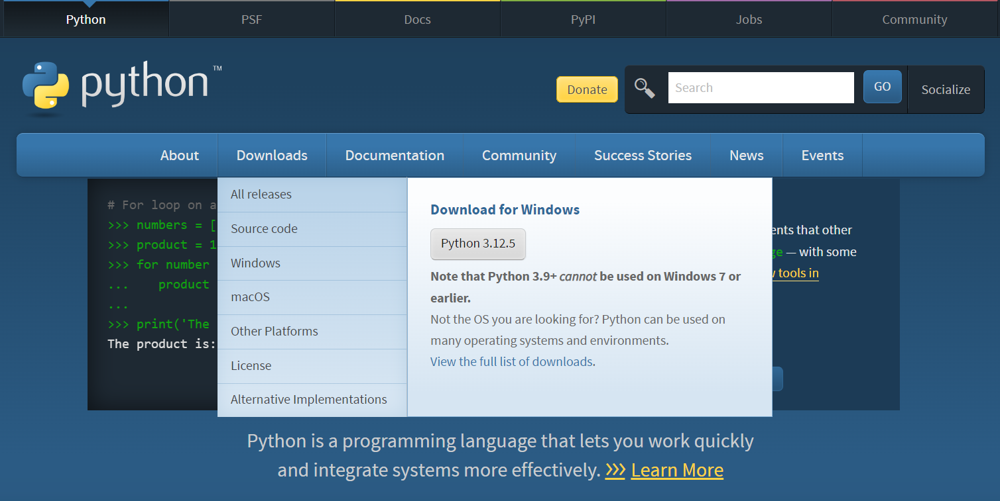 Python
PSF
Docs
PyPI
Jobs
Community
python™
Donate
Search
GO
Socialize
About
Downloads
Documentation
Community
Success Stories
News
Events
# For loop on a
>>> numbers = [
>>> product = 1
>>> for number
...    product
...
>>> print('The
The product is:
All releases
Source code
Windows
macOS
Other Platforms
License
Alternative Implementations
Download for Windows
Python 3.12.5
Note that Python 3.9+ cannot be used on Windows 7 or
earlier.
Not the OS you are looking for? Python can be used on
many operating systems and environments.
View the full list of downloads.
that other
— with some
tools in
Python is a programming language that lets you work quickly
and integrate systems more effectively. >>> Learn More